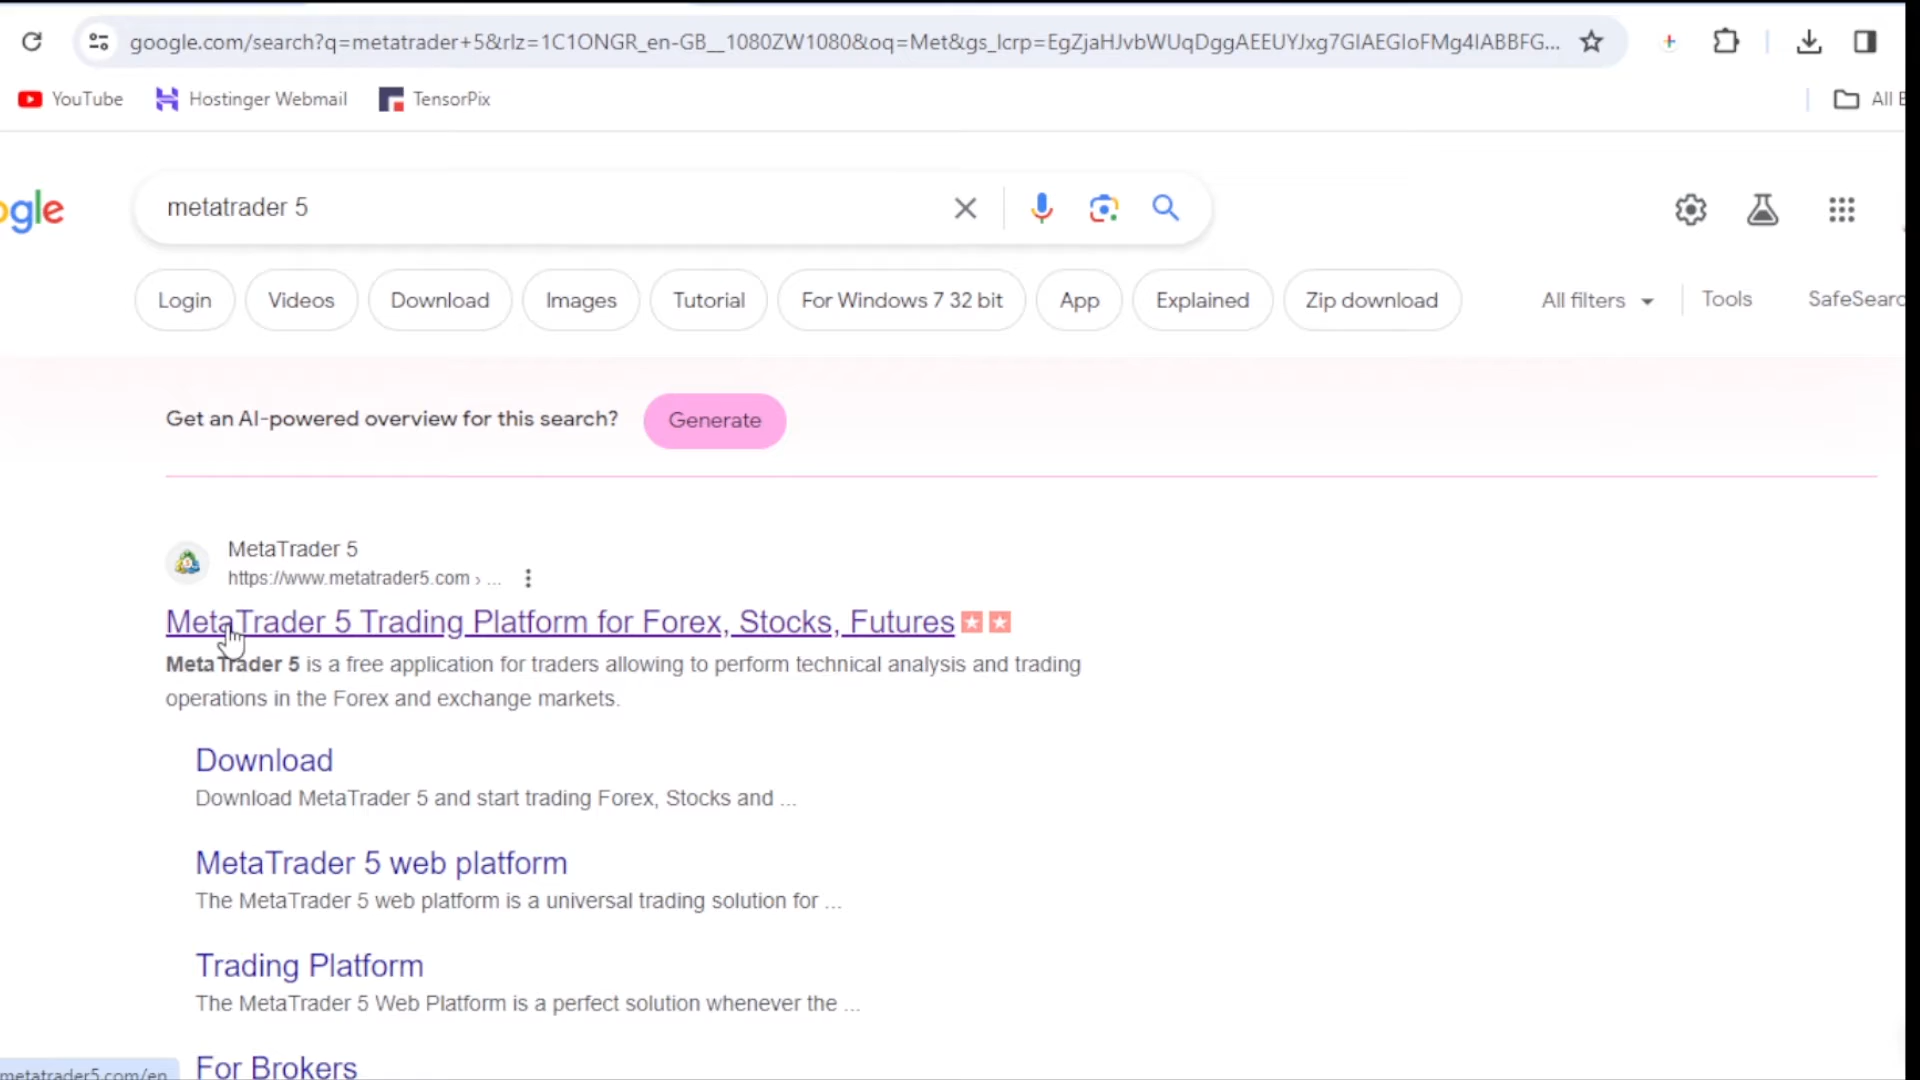 google.com/search?q=metatrader+5&rlz=1C1ONGR_en-GB__1080ZW1080&oq=Met&gs_lcrp=EgZjaHJvbWUqDggAEEUYJxg7GIAEGIoFMg4IABBFG...
YouTube Hostinger Webmail TensorPix All
ogle metatrader 5
Login Videos Download Images Tutorial For Windows 7 32 bit App Explained Zip download All filters Tools SafeSearc
Get an AI-powered overview for this search? Generate
MetaTrader 5
https://www.metatrader5.com › ...
MetaTrader 5 Trading Platform for Forex, Stocks, Futures
MetaTrader 5 is a free application for traders allowing to perform technical analysis and trading
operations in the Forex and exchange markets.
Download
Download MetaTrader 5 and start trading Forex, Stocks and ...
MetaTrader 5 web platform
The MetaTrader 5 web platform is a universal trading solution for ...
Trading Platform
The MetaTrader 5 Web Platform is a perfect solution whenever the ...
For Brokers
metatrader5.com/en